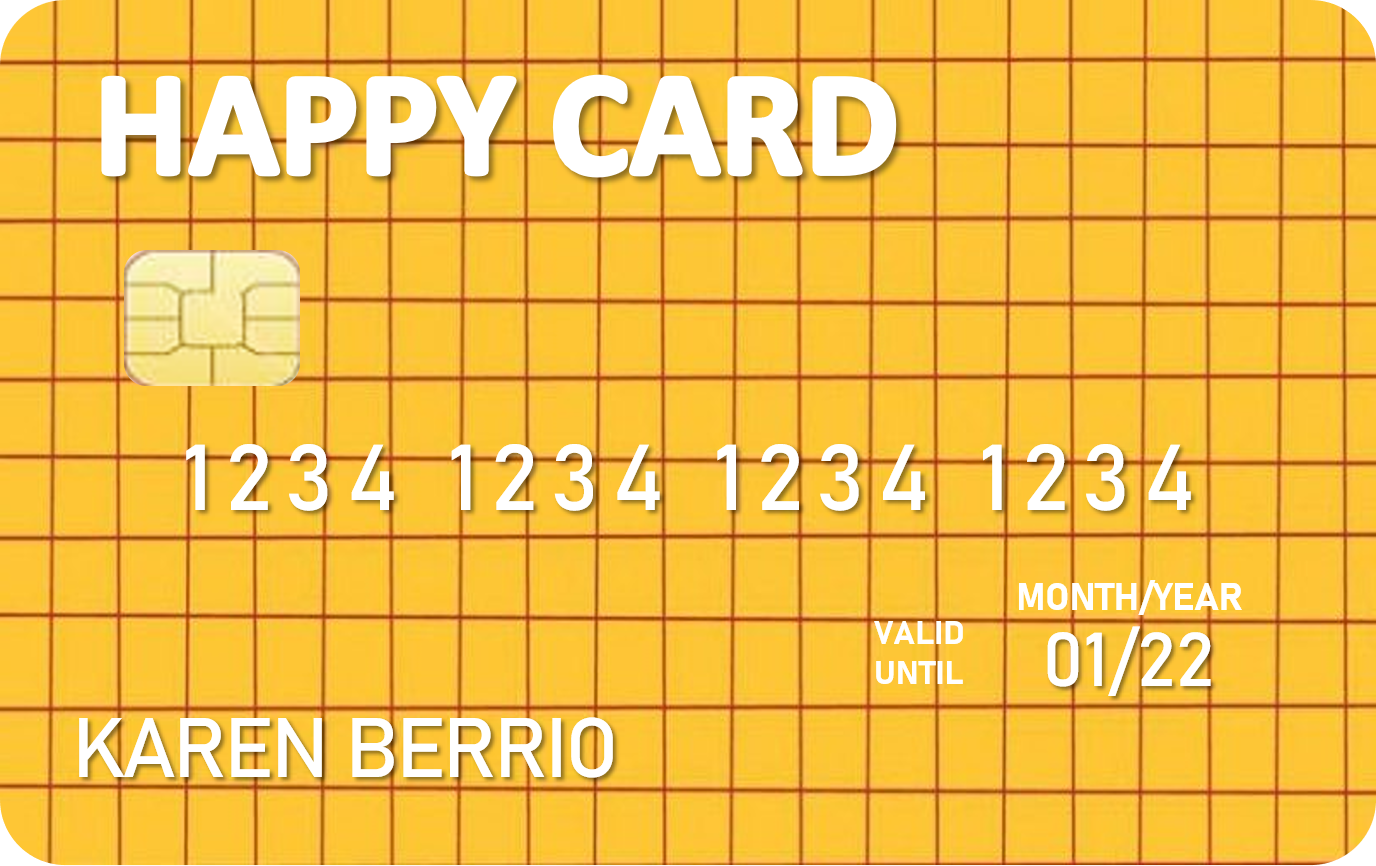 HAPPY CARD
1234 1234 1234 1234
MONTH/YEAR
VALID
UNTIL
01/22
KAREN BERRIO